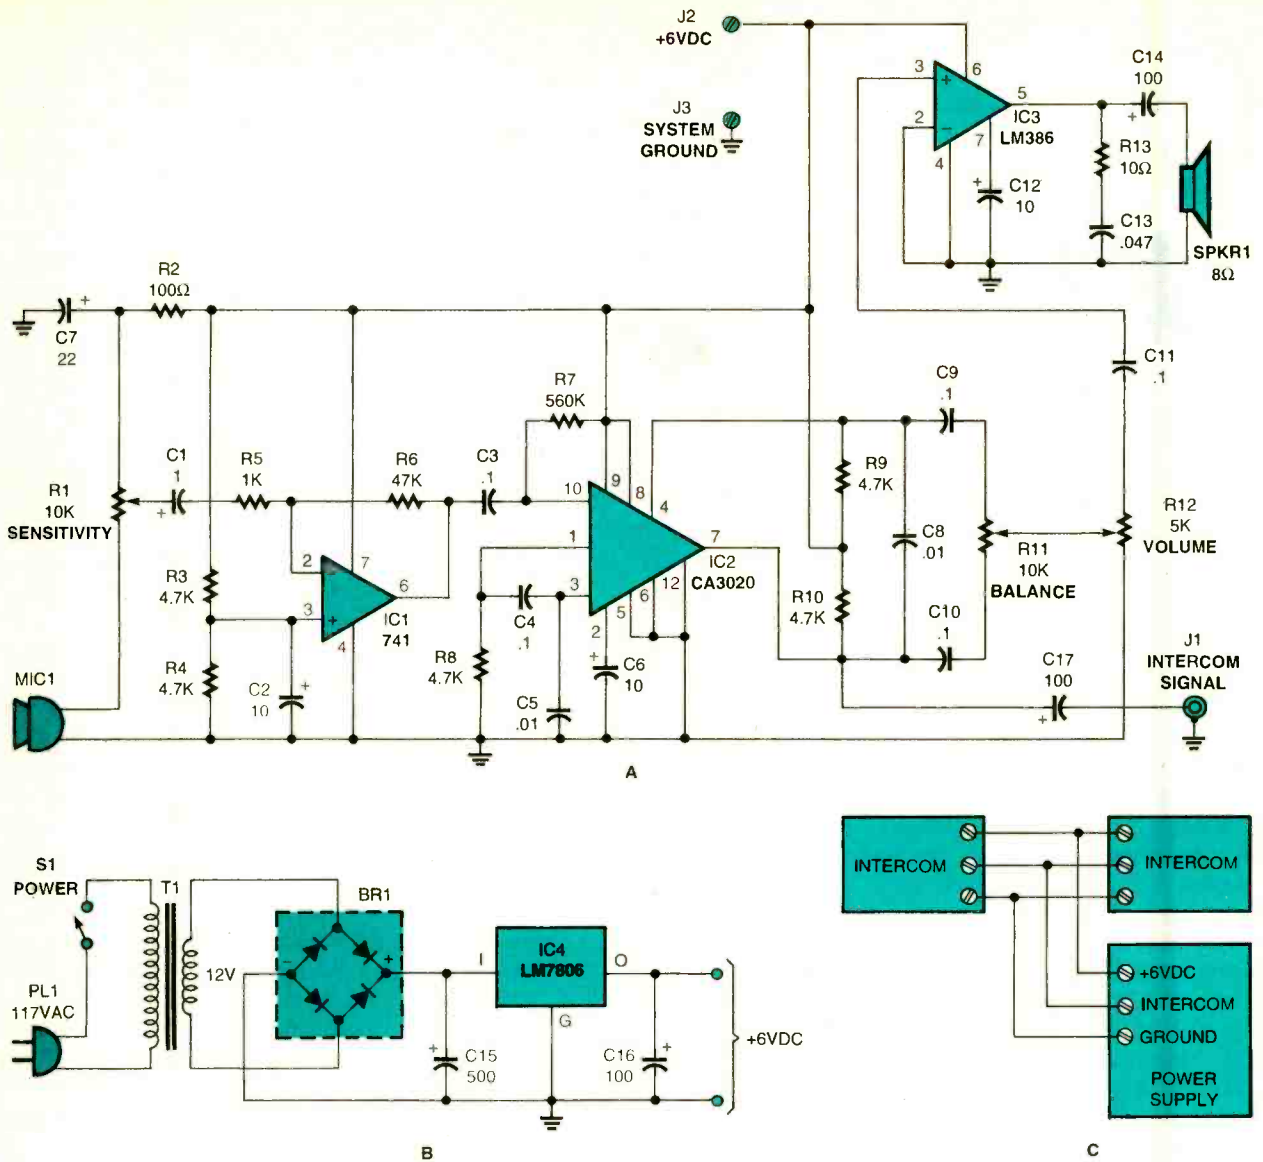 J2
+6VDC
J3
SYSTEM
GROUND
3
+
6
2
−
5
IC3
LM386
7
4
+
C12
10
C14
100
+
R13
10Ω
C13
.047
SPKR1
8Ω
R2
100Ω
+
C7
22
C11
.1
R7
560K
C9
.1
C1
1
+
R5
1K
R6
47K
C3
.1
R1
10K
SENSITIVITY
10
9
8
4
1
7
IC2
CA3020
3
12
6
5
2
R9
4.7K
C8
.01
R11
10K
BALANCE
R12
5K
VOLUME
R3
4.7K
2
−
7
6
3
+
IC1
741
4
C4
.1
R10
4.7K
C10
.1
R4
4.7K
C2
10
+
R8
4.7K
C5
.01
+
C6
10
MIC1
C17
100
+
J1
INTERCOM
SIGNAL
A
S1
POWER
T1
12V
PL1
117VAC
BR1
−
+
I
IC4
LM7806
O
G
+
C15
500
C16
100
+
+6VDC
B
INTERCOM
INTERCOM
+6VDC
INTERCOM
GROUND
POWER
SUPPLY
C